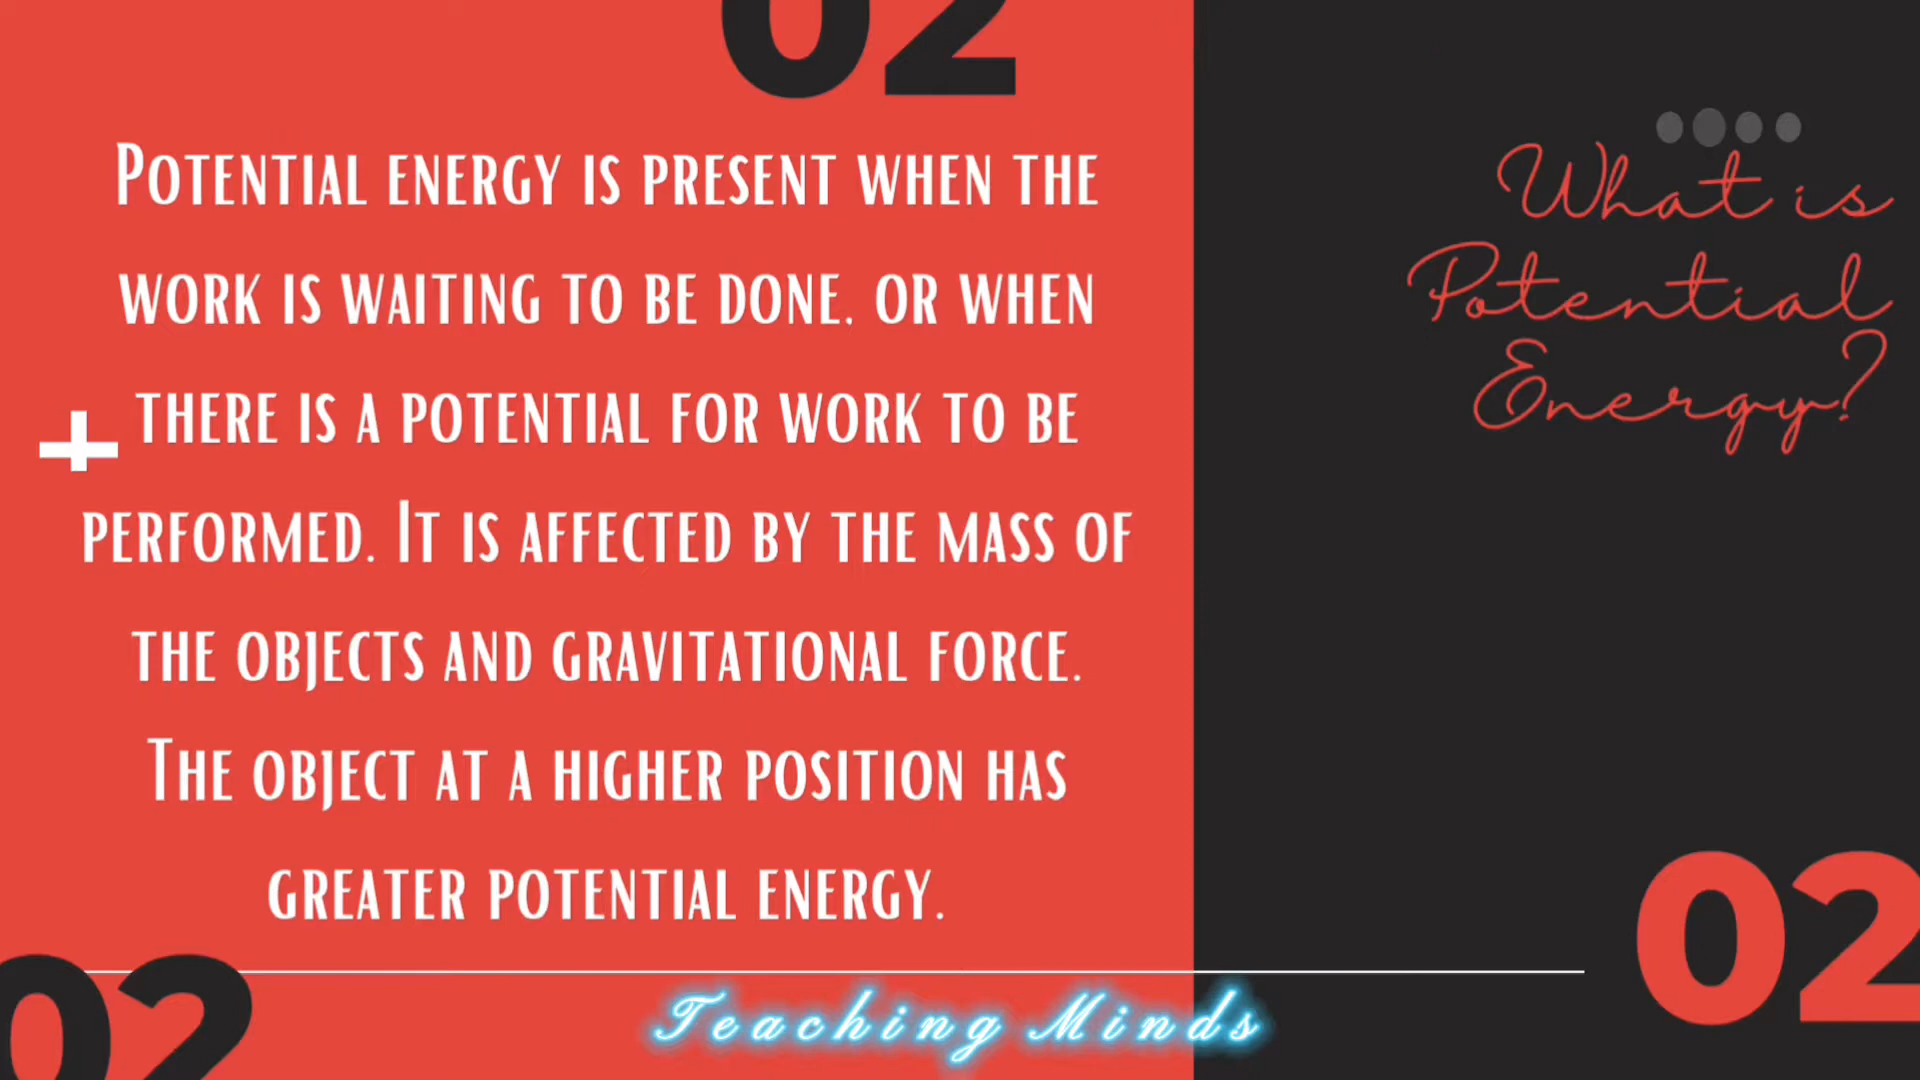 02
What is
Potential
Energy?
Potential energy is present when the
work is waiting to be done. or when
there is a potential for work to be
performed. It is affected by the mass of
the objects and gravitational force.
The object at a higher position has
greater potential energy.
02
02
Teaching Minds